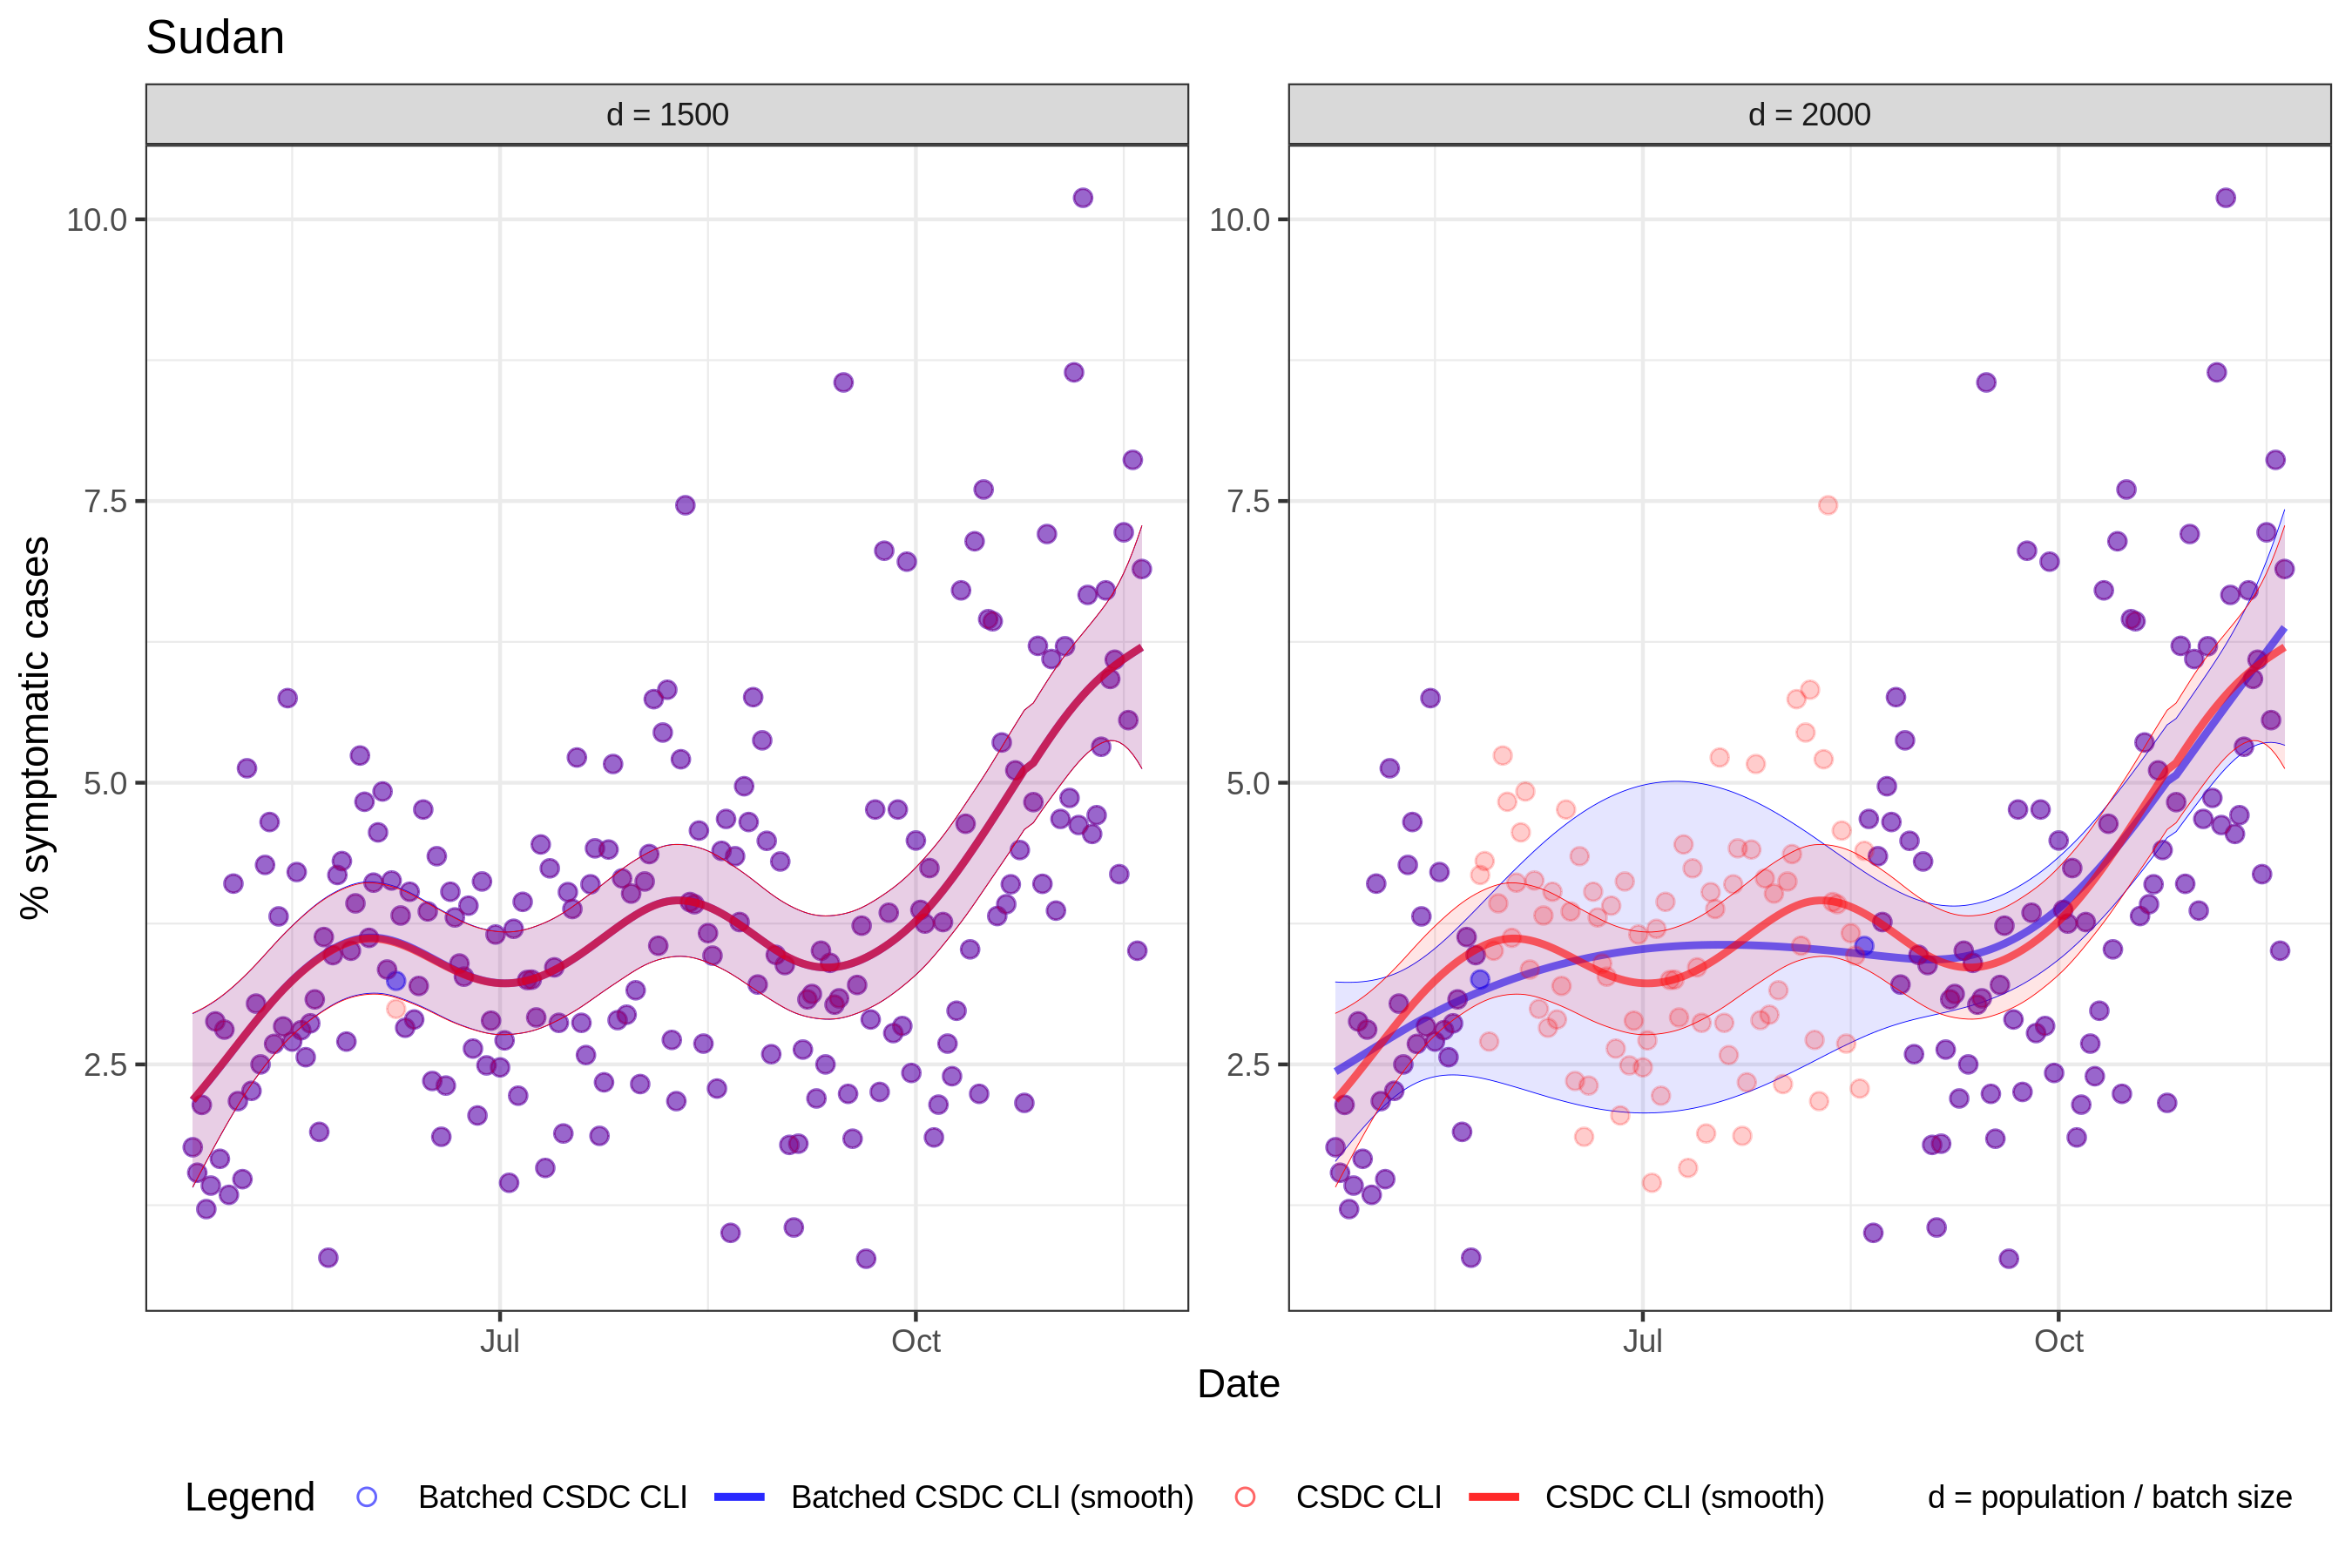 Sudan
d = 1500
d = 2000
% symptomatic cases
10.0
7.5
5.0
2.5
10.0
7.5
5.0
2.5
Jul
Oct
Jul
Oct
Date
Legend
Batched CSDC CLI
Batched CSDC CLI (smooth)
CSDC CLI
CSDC CLI (smooth)
d = population / batch size